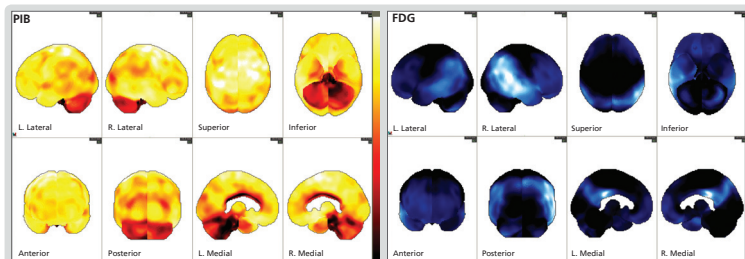 PIB
L. Lateral
R. Lateral
Superior
Inferior
Anterior
Posterior
L. Medial
R. Medial
FDG
L. Lateral
R. Lateral
Superior
Inferior
Anterior
Posterior
L. Medial
R. Medial